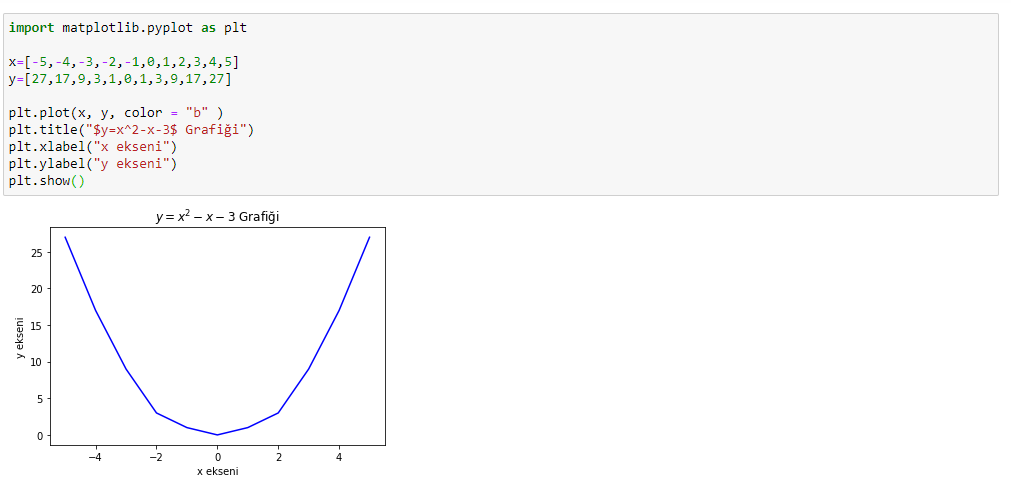 import matplotlib.pyplot as plt
x=[-5,-4,-3,-2,-1,0,1,2,3,4,5]
y=[27,17,9,3,1,0,1,3,9,17,27]
plt.plot(x, y, color = "b" )
plt.title("$y=x^2-x-3$ Grafiği")
plt.xlabel("x ekseni")
plt.ylabel("y ekseni")
plt.show()
y = x² − x − 3 Grafiği
25
20
15
10
5
0
y ekseni
−4 −2 0 2 4
x ekseni